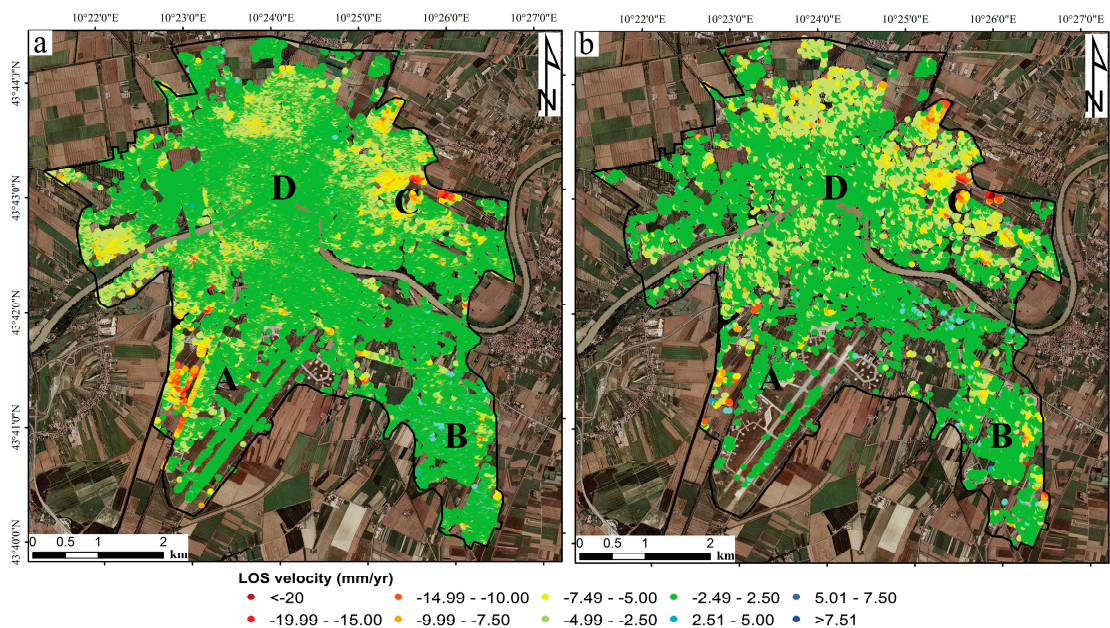 10°22'0"E 10°23'0"E 10°24'0"E 10°25'0"E 10°26'0"E 10°27'0"E
10°22'0"E 10°23'0"E 10°24'0"E 10°25'0"E 10°26'0"E 10°27'0"E
a
N
43°44'0"N
43°43'0"N
43°42'0"N
43°41'0"N
43°40'0"N
D
C
A
B
0 0.5 1 2
km
b
N
D
C
A
B
0 0.5 1 2
km
LOS velocity (mm/yr)
<-20 -14.99 - -10.00 -7.49 - -5.00 -2.49 - 2.50 5.01 - 7.50
-19.99 - -15.00 -9.99 - -7.50 -4.99 - -2.50 2.51 - 5.00 >7.51